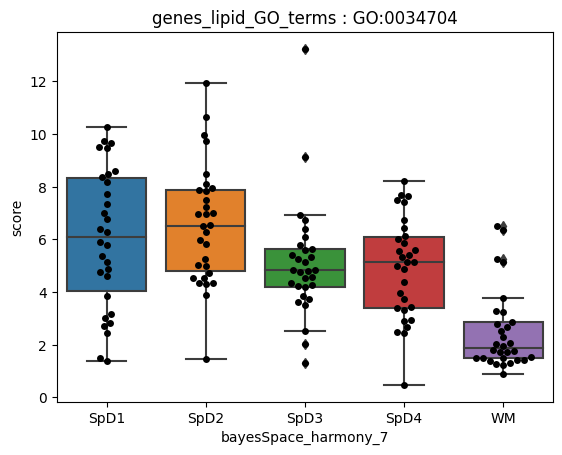 genes_lipid_GO_terms : GO:0034704
12
10
8
6
4
2
0
score
SpD1 SpD2 SpD3 SpD4 WM
bayesSpace_harmony_7